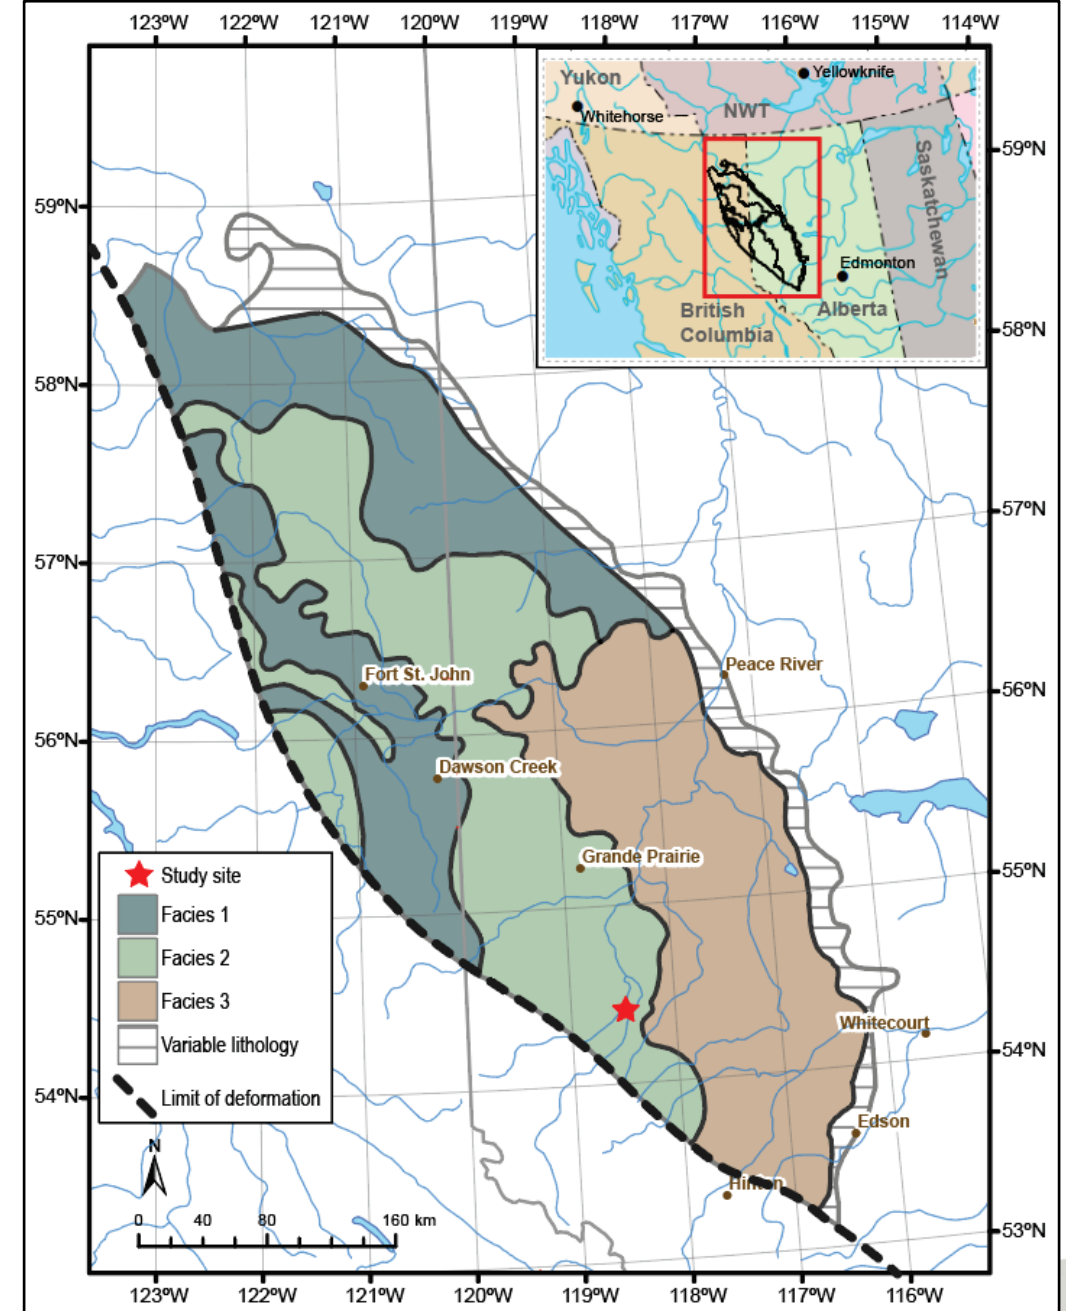 123ºW 122ºW 121ºW 120ºW 119ºW 118ºW 117ºW 116ºW 115ºW 114ºW
Yukon
Yellowknife
Whitehorse
NWT
Saskatchewan
Edmonton
British
Columbia
Alberta
59ºN
58ºN
57ºN
56ºN
55ºN
54ºN
59ºN
58ºN
57ºN
56ºN
55ºN
54ºN
53ºN
Peace River
Fort St. John
Dawson Creek
Grande Prairie
Whitecourt
Edson
Hinton
Study site
Facies 1
Facies 2
Facies 3
Variable lithology
Limit of deformation
N
0 40 80 160 km
123ºW 122ºW 121ºW 120ºW 119ºW 118ºW 117ºW 116ºW